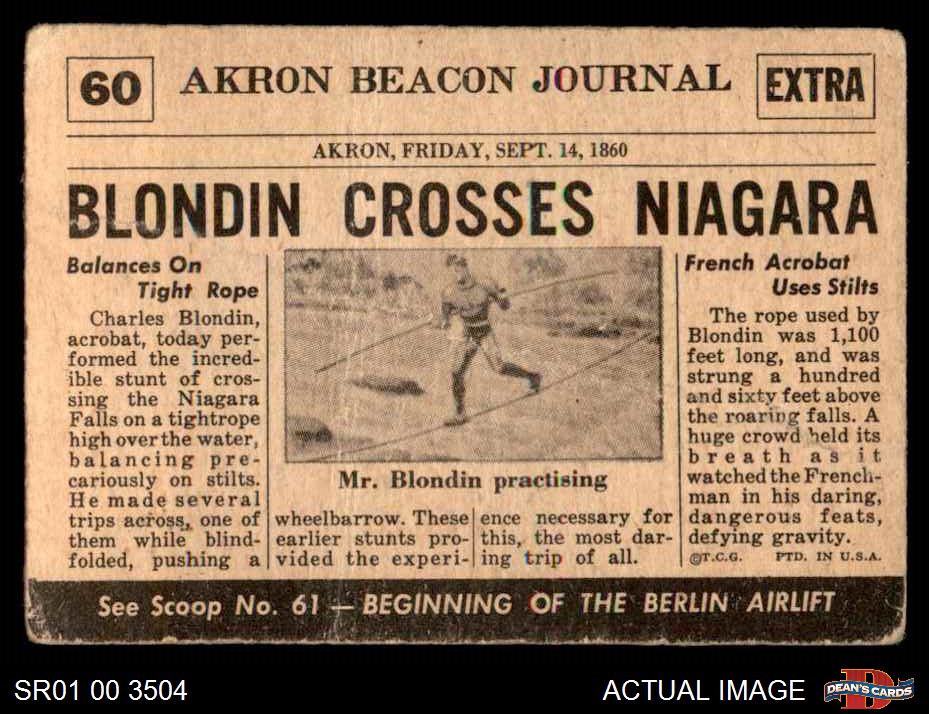 60
AKRON BEACON JOURNAL
EXTRA
AKRON, FRIDAY, SEPT. 14, 1860
BLONDIN CROSSES NIAGARA
Balances On
Tight Rope
Charles Blondin,
acrobat, today per-
formed the incred-
ible stunt of cros-
sing the Niagara
Falls on a tightrope
high over the water,
balancing pre-
cariously on stilts.
He made several
trips across, one of
them while blind-
folded, pushing a
Mr. Blondin practising
wheelbarrow. These
earlier stunts pro-
vided the experi-
ence necessary for
this, the most dar-
ing trip of all.
French Acrobat
Uses Stilts
The rope used by
Blondin was 1,100
feet long, and was
strung a hundred
and sixty feet above
the roaring falls. A
huge crowd held its
breath as it
watched the French-
man in his daring,
dangerous feats,
defying gravity.
©T.C.G. PTD. IN U.S.A.
See Scoop No. 61 — BEGINNING OF THE BERLIN AIRLIFT
SR01 00 3504
ACTUAL IMAGE
D
DEAN'S CARDS